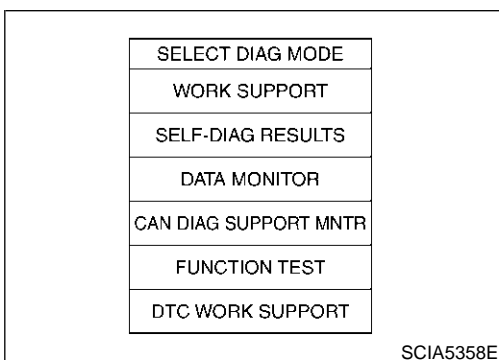 SELECT DIAG MODE
WORK SUPPORT
SELF-DIAG RESULTS
DATA MONITOR
CAN DIAG SUPPORT MNTR
FUNCTION TEST
DTC WORK SUPPORT
SCIA5358E